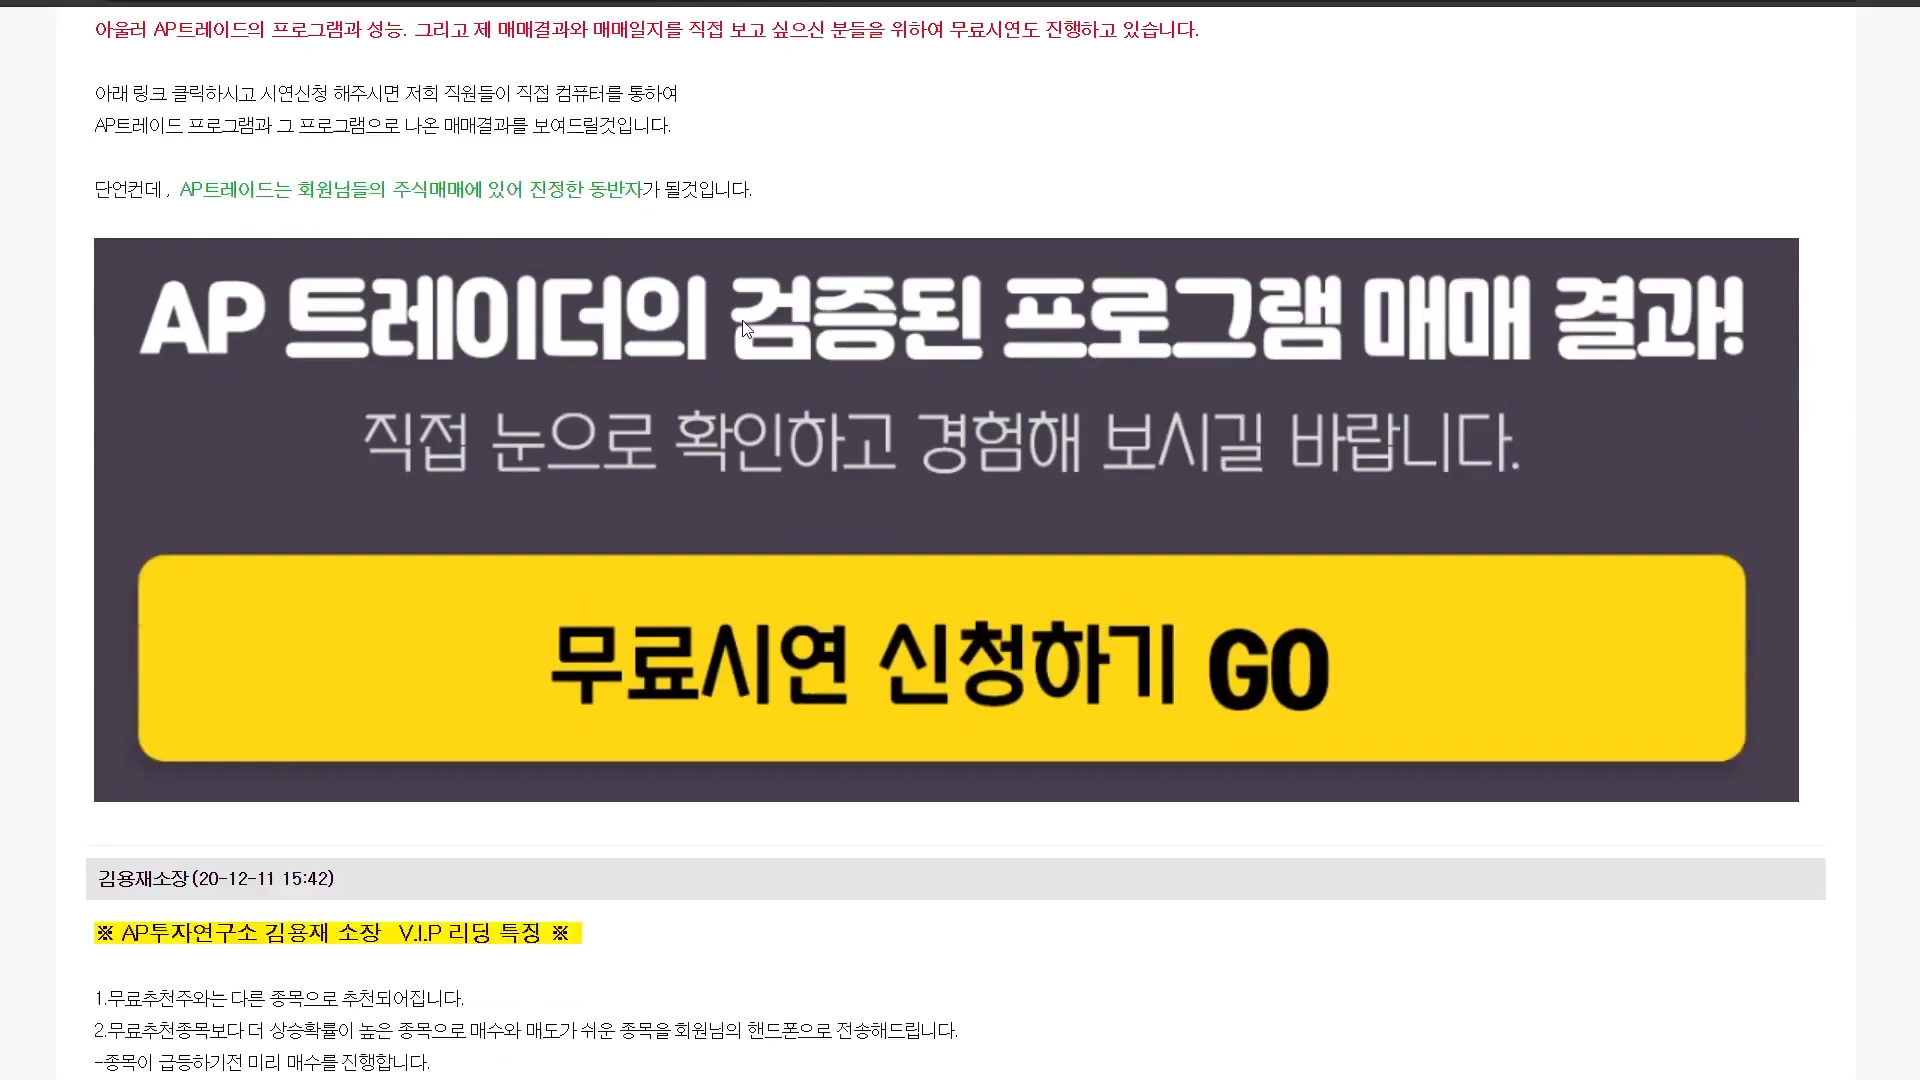 아울러 AP트레이드의 프로그램과 성능. 그리고 제 매매결과와 매매일지를 직접 보고 싶으신 분들을 위하여 무료시연도 진행하고 있습니다.
아래 링크 클릭하시고 시연신청 해주시면 저희 직원들이 직접 컴퓨터를 통하여
AP트레이드 프로그램과 그 프로그램으로 나온 매매결과를 보여드릴것입니다.
단언컨데 , AP트레이드는 회원님들의 주식매매에 있어 진정한 동반자가 될것입니다.
AP 트레이더의 검증된 프로그램 매매 결과!
직접 눈으로 확인하고 경험해 보시길 바랍니다.
무료시연 신청하기 GO
김용재소장(20-12-11 15:42)
※ AP투자연구소 김용재 소장 V.I.P 리딩 특징 ※
1.무료추천주와는 다른 종목으로 추천되어집니다.
2.무료추천종목보다 더 상승확률이 높은 종목으로 매수와 매도가 쉬운 종목을 회원님의 핸드폰으로 전송해드립니다.
-종목이 급등하기전 미리 매수를 진행합니다.